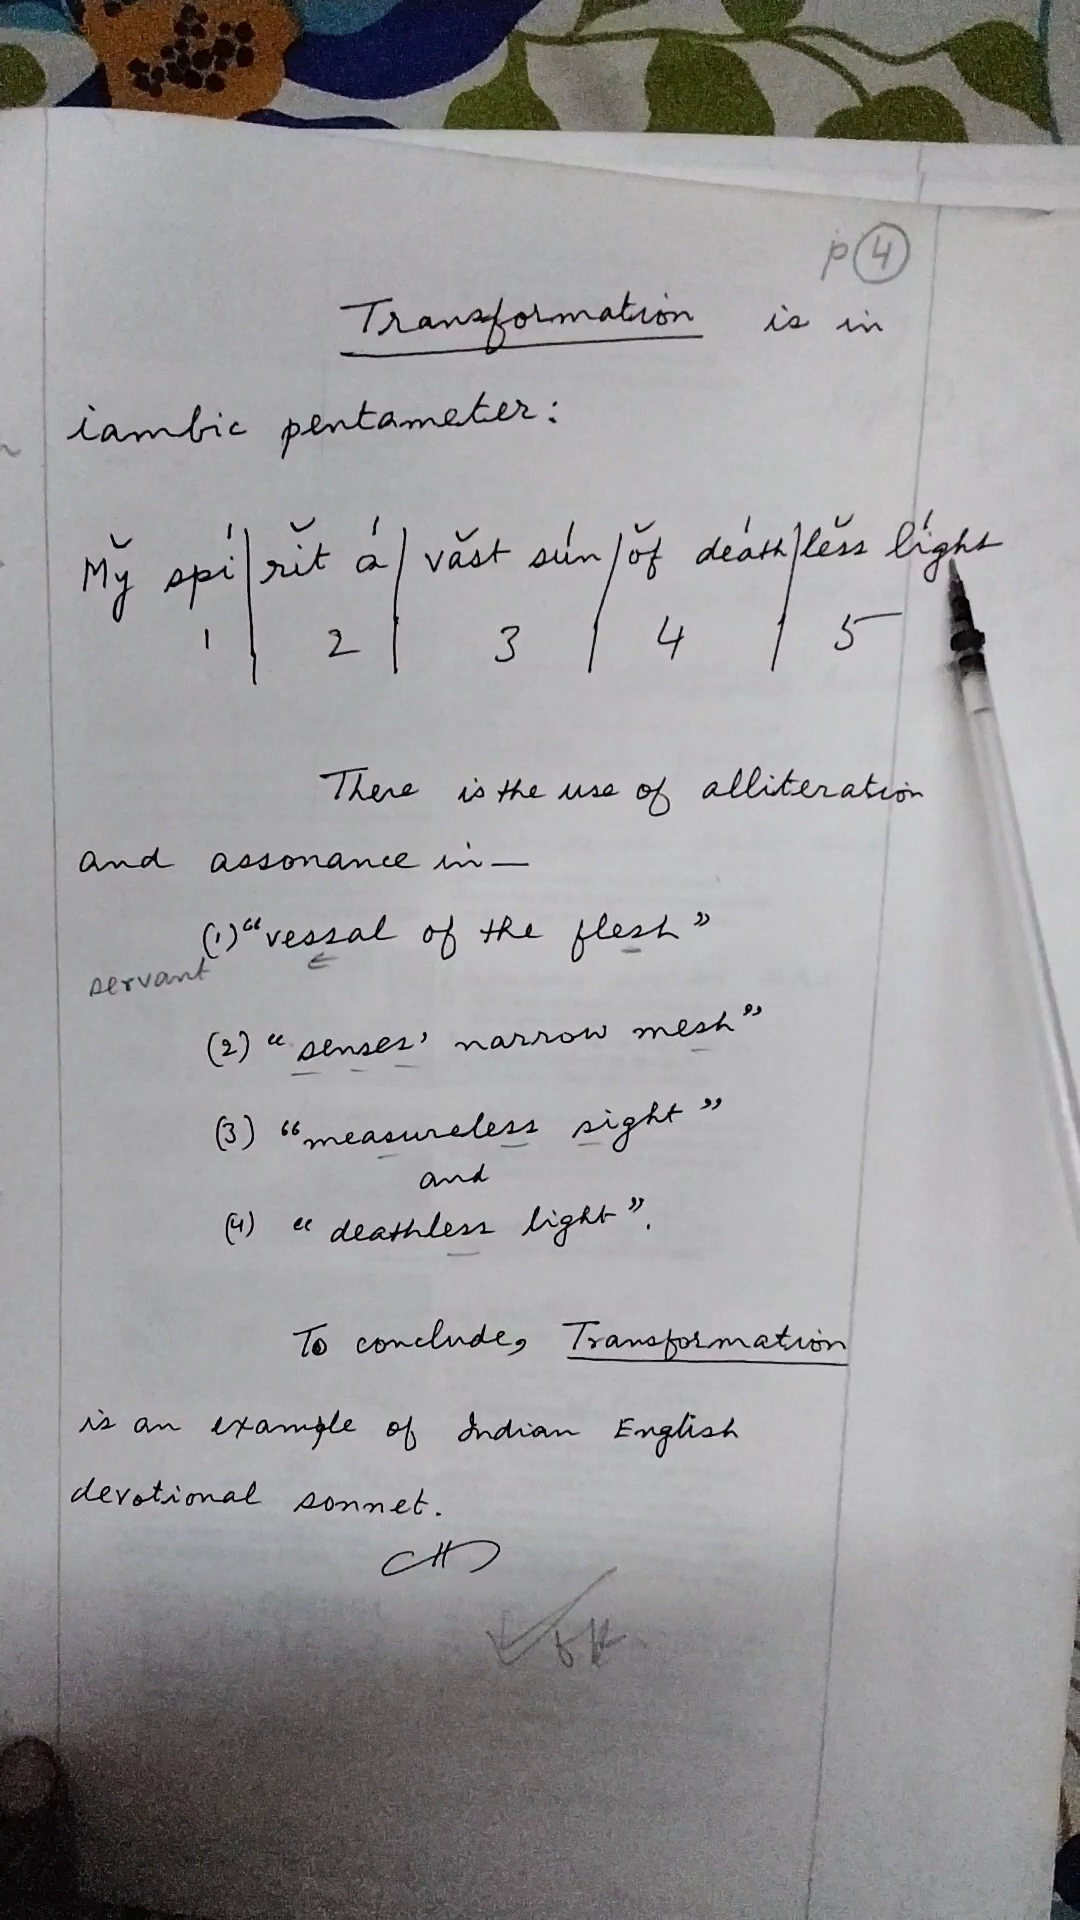 p 4
Transformation is in
iambic pentameter:
My spi|rit a|vast sun|of death|less light
1 | 2 | 3 | 4 | 5
There is the use of alliteration
and assonance in—
(1) "vessal of the flesh"
servant
(2) "senses' narrow mesh"
(3) "measureless sight"
and
(4) "deathless light".
To conclude, Transformation
is an example of Indian English
devotional sonnet.